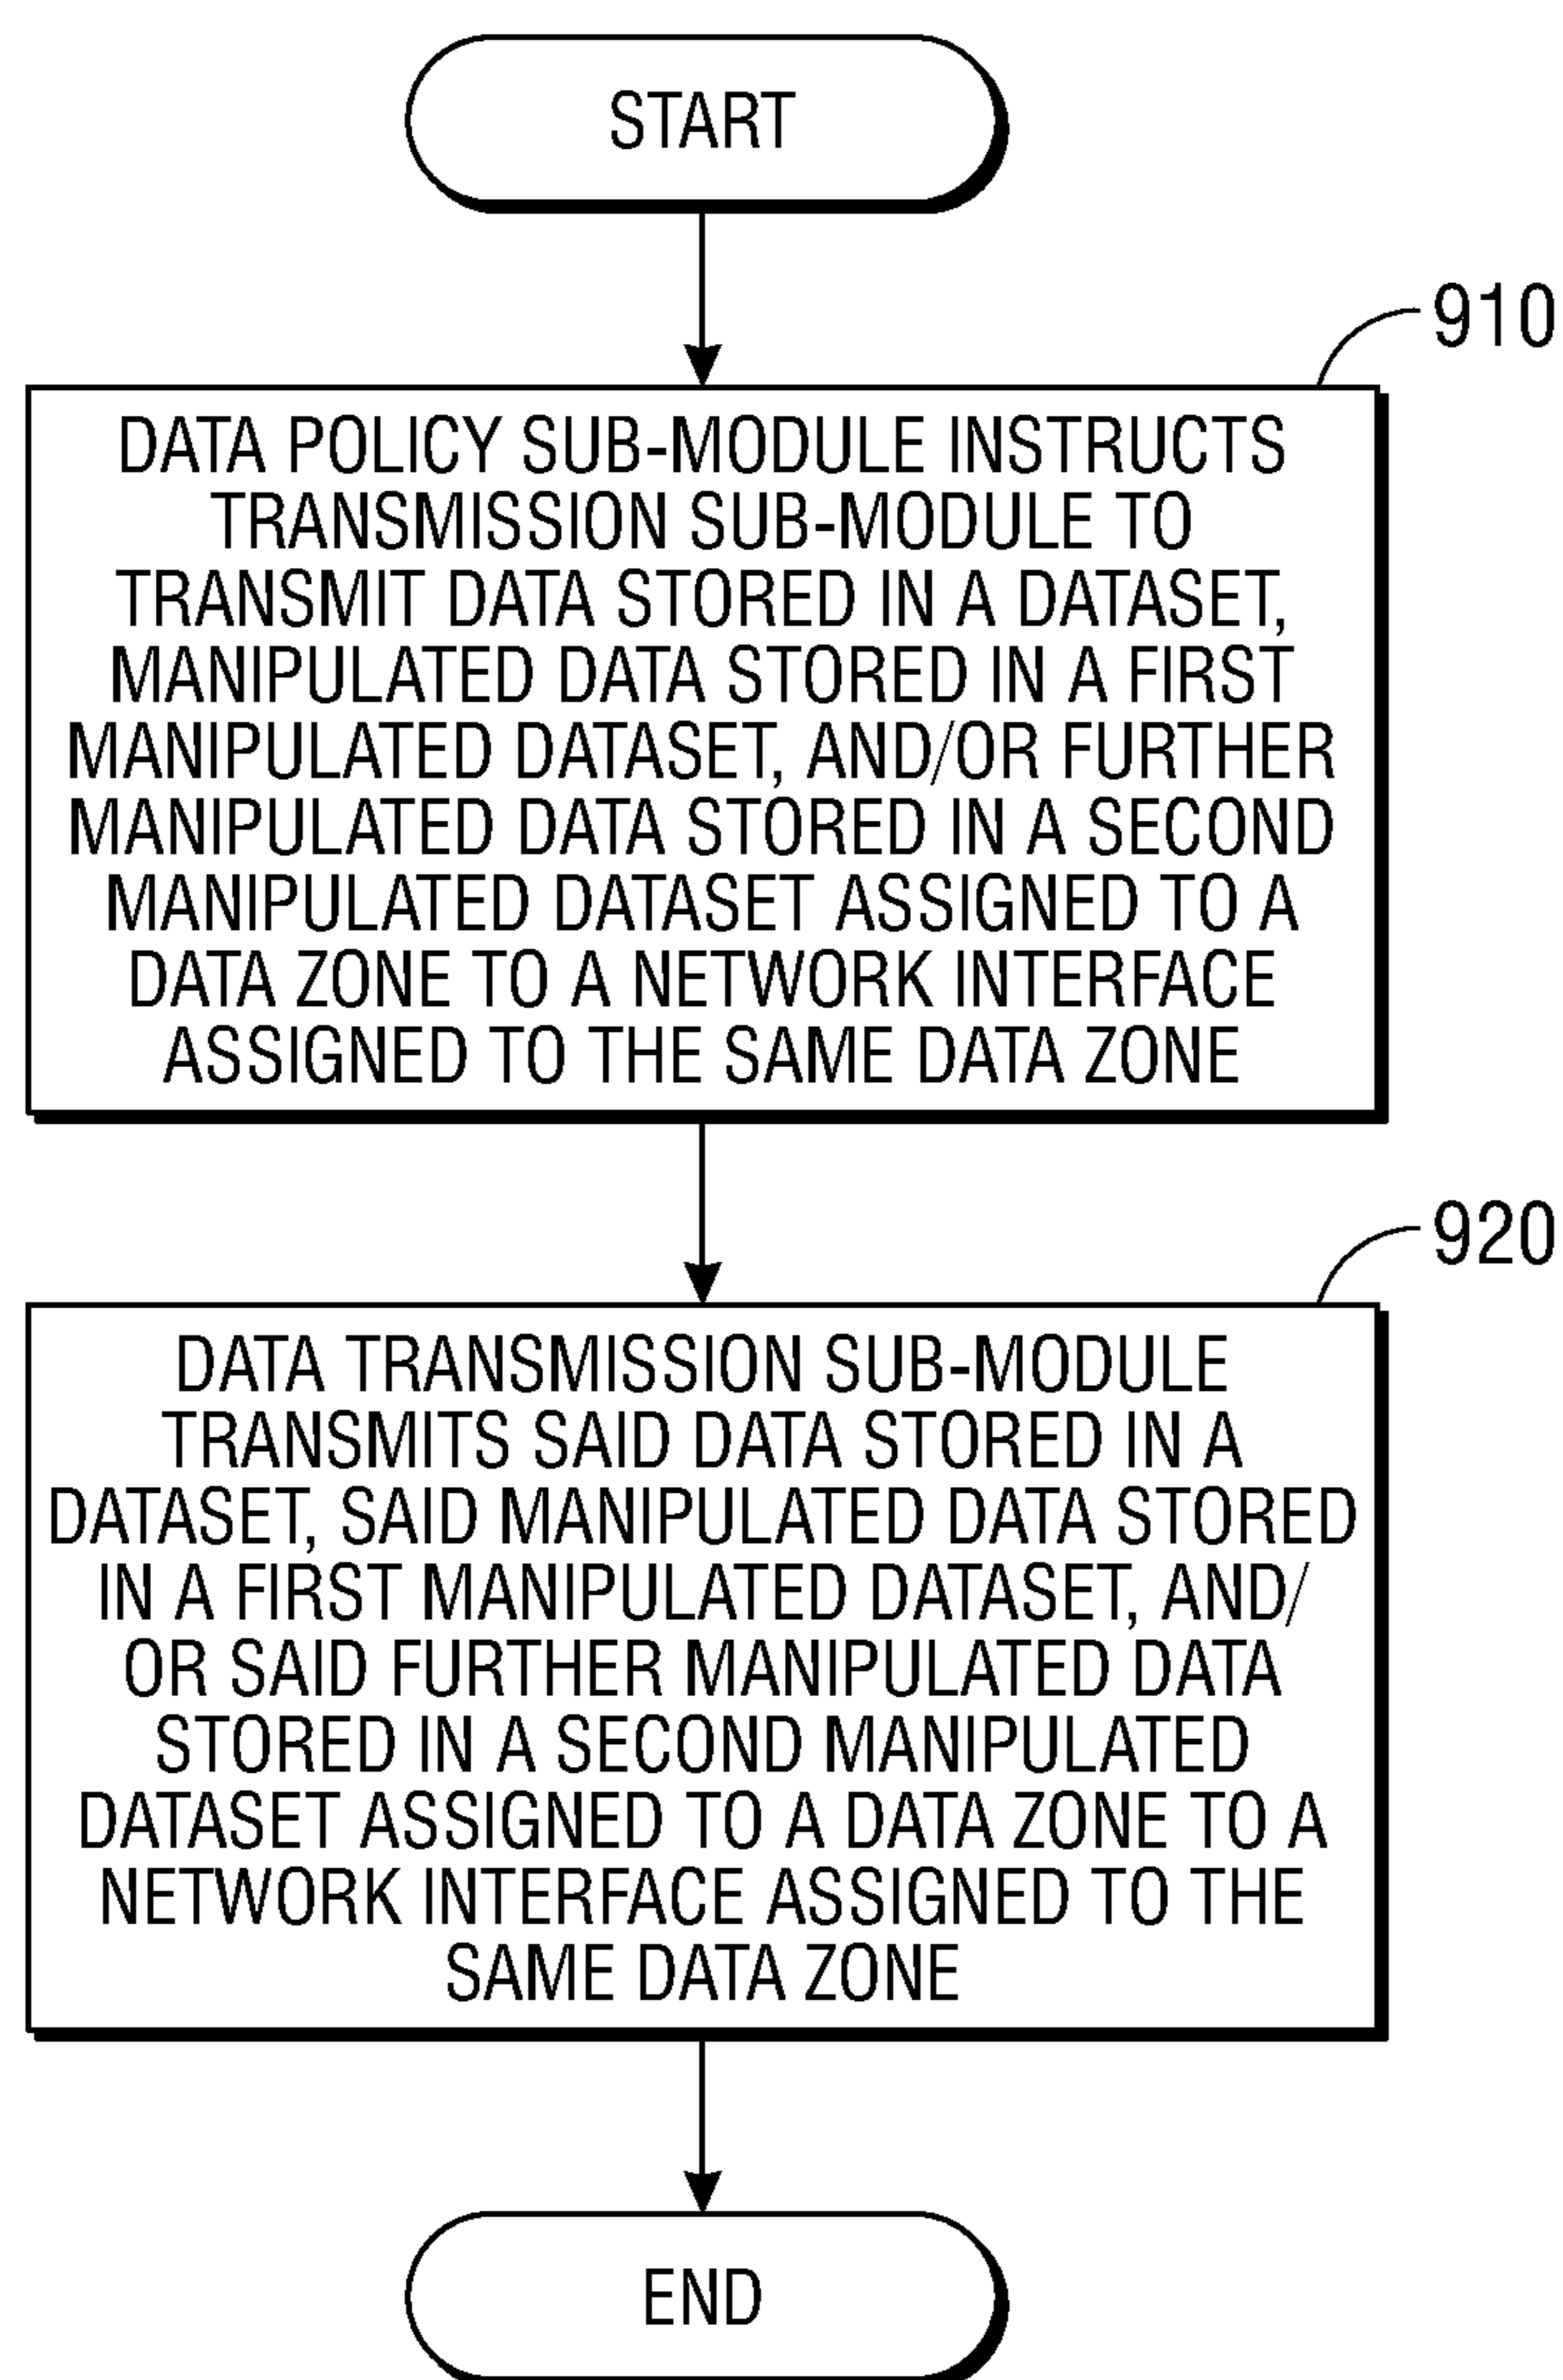 START
910
DATA POLICY SUB-MODULE INSTRUCTS
TRANSMISSION SUB-MODULE TO
TRANSMIT DATA STORED IN A DATASET,
MANIPULATED DATA STORED IN A FIRST
MANIPULATED DATASET, AND/OR FURTHER
MANIPULATED DATA STORED IN A SECOND
MANIPULATED DATASET ASSIGNED TO A
DATA ZONE TO A NETWORK INTERFACE
ASSIGNED TO THE SAME DATA ZONE
920
DATA TRANSMISSION SUB-MODULE
TRANSMITS SAID DATA STORED IN A
DATASET, SAID MANIPULATED DATA STORED
IN A FIRST MANIPULATED DATASET, AND/
OR SAID FURTHER MANIPULATED DATA
STORED IN A SECOND MANIPULATED
DATASET ASSIGNED TO A DATA ZONE TO A
NETWORK INTERFACE ASSIGNED TO THE
SAME DATA ZONE
END